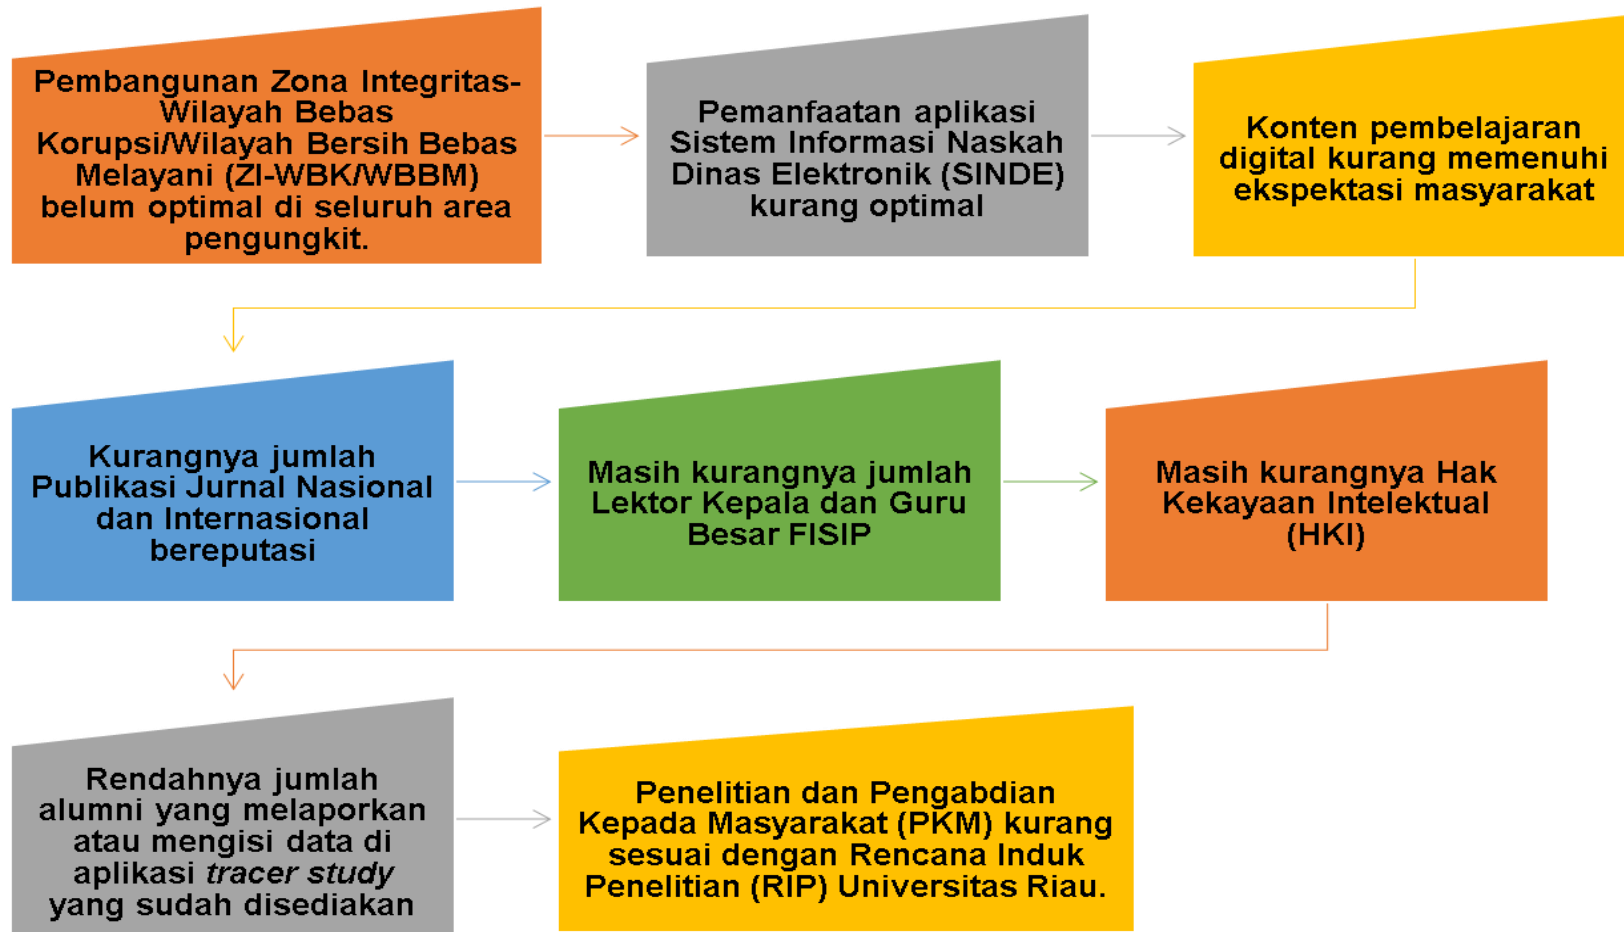 Pembangunan Zona Integritas-
Wilayah Bebas
Korupsi/Wilayah Bersih Bebas
Melayani (ZI-WBK/WBBM)
belum optimal di seluruh area
pengungkit.
Pemanfaatan aplikasi
Sistem Informasi Naskah
Dinas Elektronik (SINDE)
kurang optimal
Konten pembelajaran
digital kurang memenuhi
ekspektasi masyarakat
Kurangnya jumlah
Publikasi Jurnal Nasional
dan Internasional
bereputasi
Masih kurangnya jumlah
Lektor Kepala dan Guru
Besar FISIP
Masih kurangnya Hak
Kekayaan Intelektual
(HKI)
Rendahnya jumlah
alumni yang melaporkan
atau mengisi data di
aplikasi tracer study
yang sudah disediakan
Penelitian dan Pengabdian
Kepada Masyarakat (PKM) kurang
sesuai dengan Rencana Induk
Penelitian (RIP) Universitas Riau.